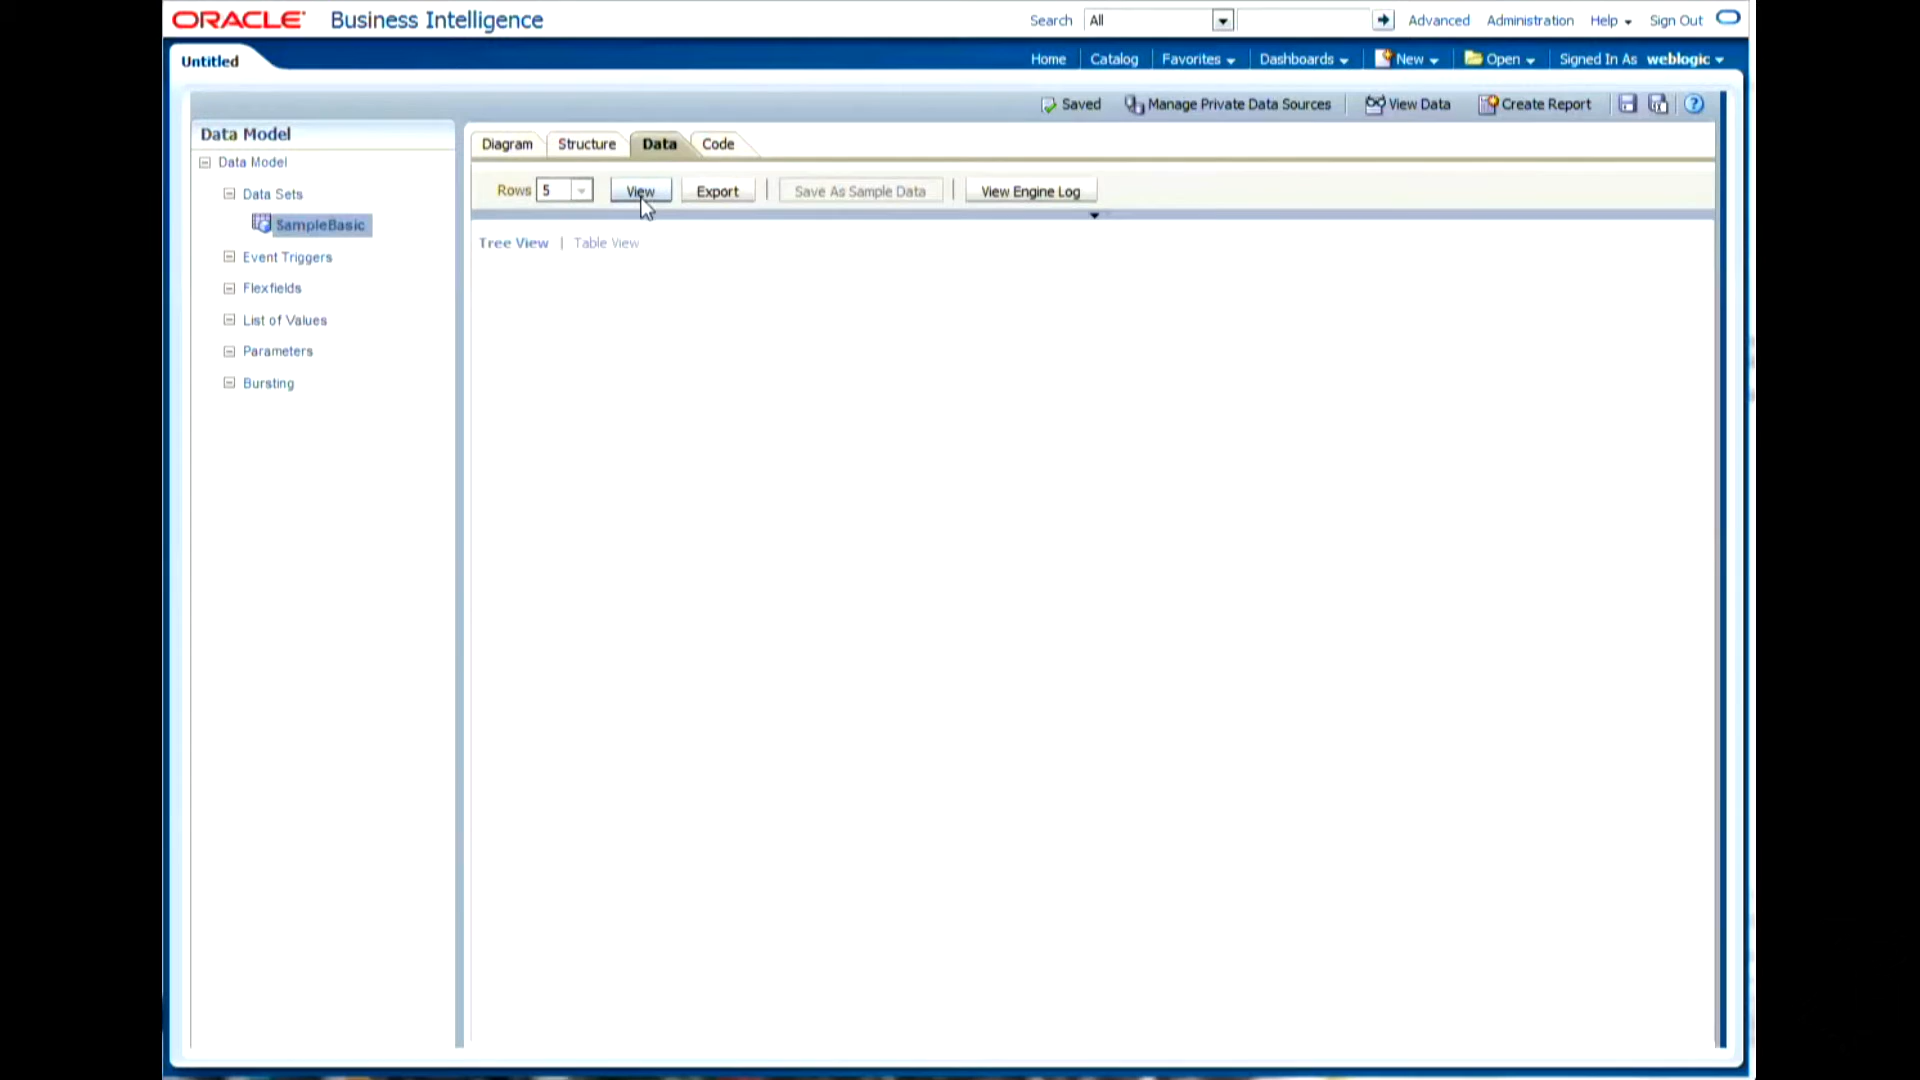 ORACLE Business Intelligence
Search All Advanced Administration Help Sign Out
Untitled
Home Catalog Favorites Dashboards New Open Signed In As weblogic
Saved Manage Private Data Sources View Data Create Report ?
Data Model
Data Model
Data Sets
SampleBasic
Event Triggers
Flexfields
List of Values
Parameters
Bursting
Diagram Structure Data Code
Rows 5 View Export | Save As Sample Data | View Engine Log
Tree View | Table View